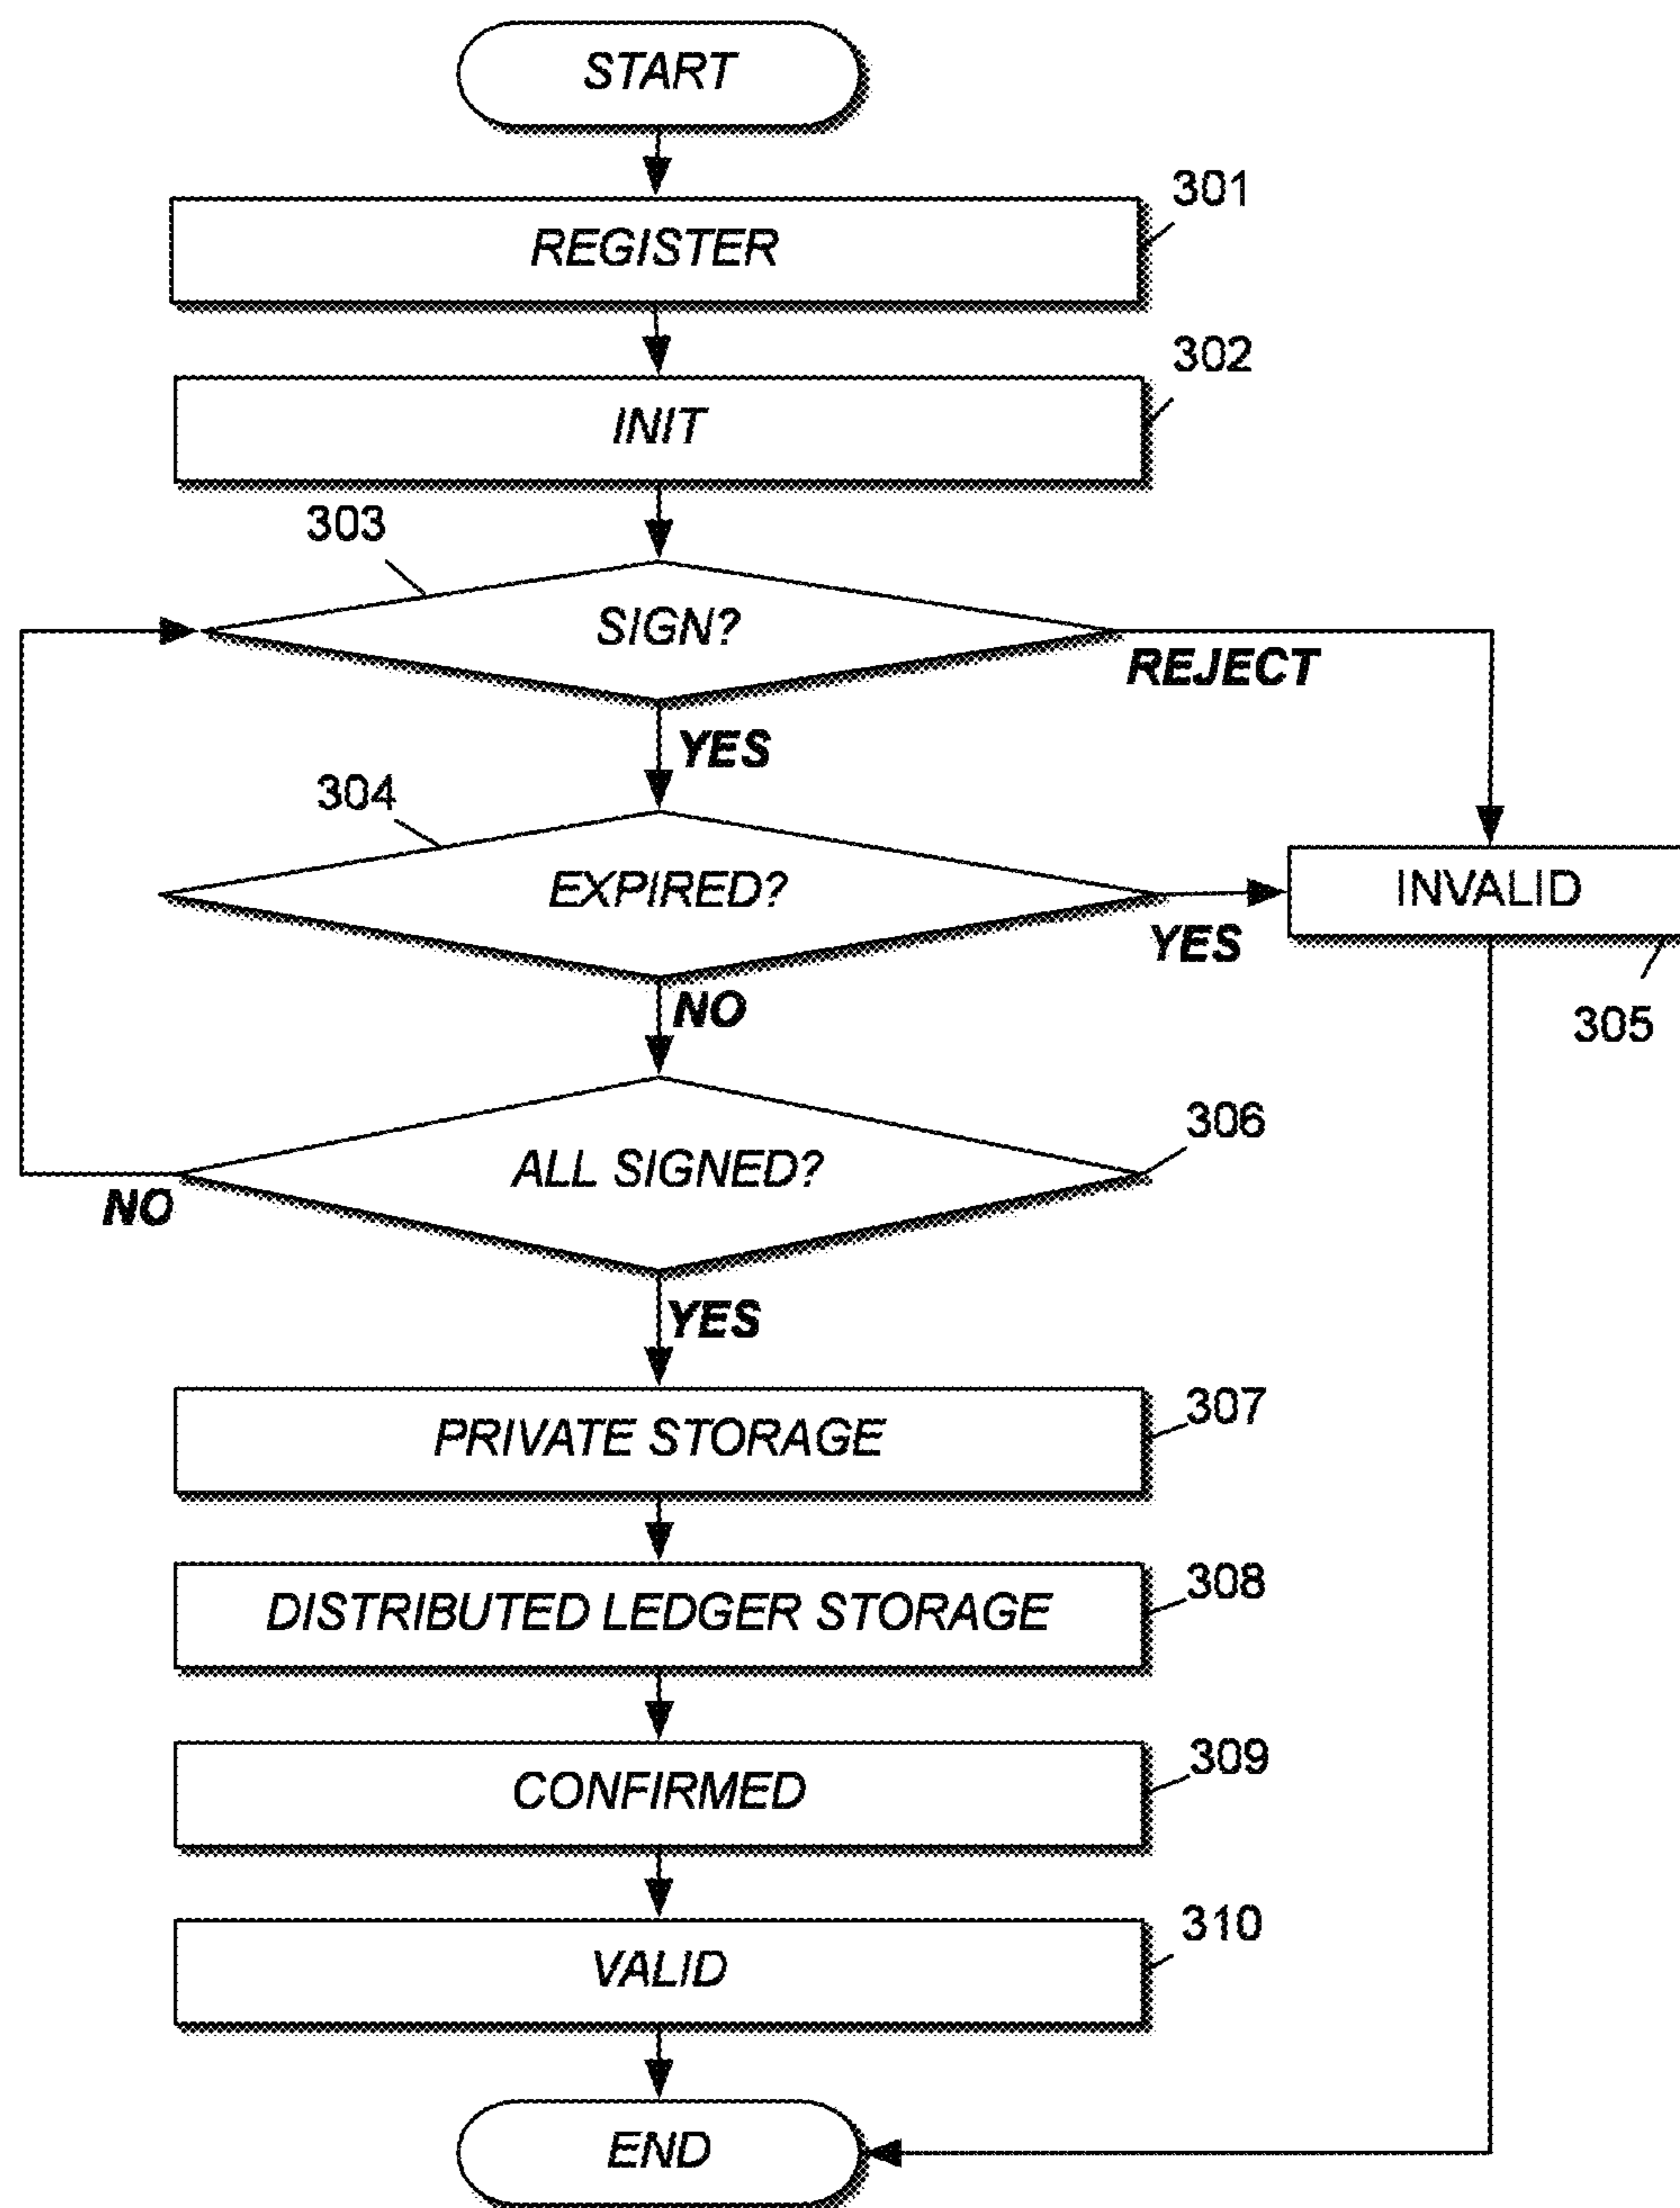 START
301
REGISTER
302
INIT
303
SIGN?
REJECT
YES
304
EXPIRED?
INVALID
YES
305
NO
306
ALL SIGNED?
NO
YES
307
PRIVATE STORAGE
308
DISTRIBUTED LEDGER STORAGE
309
CONFIRMED
310
VALID
END